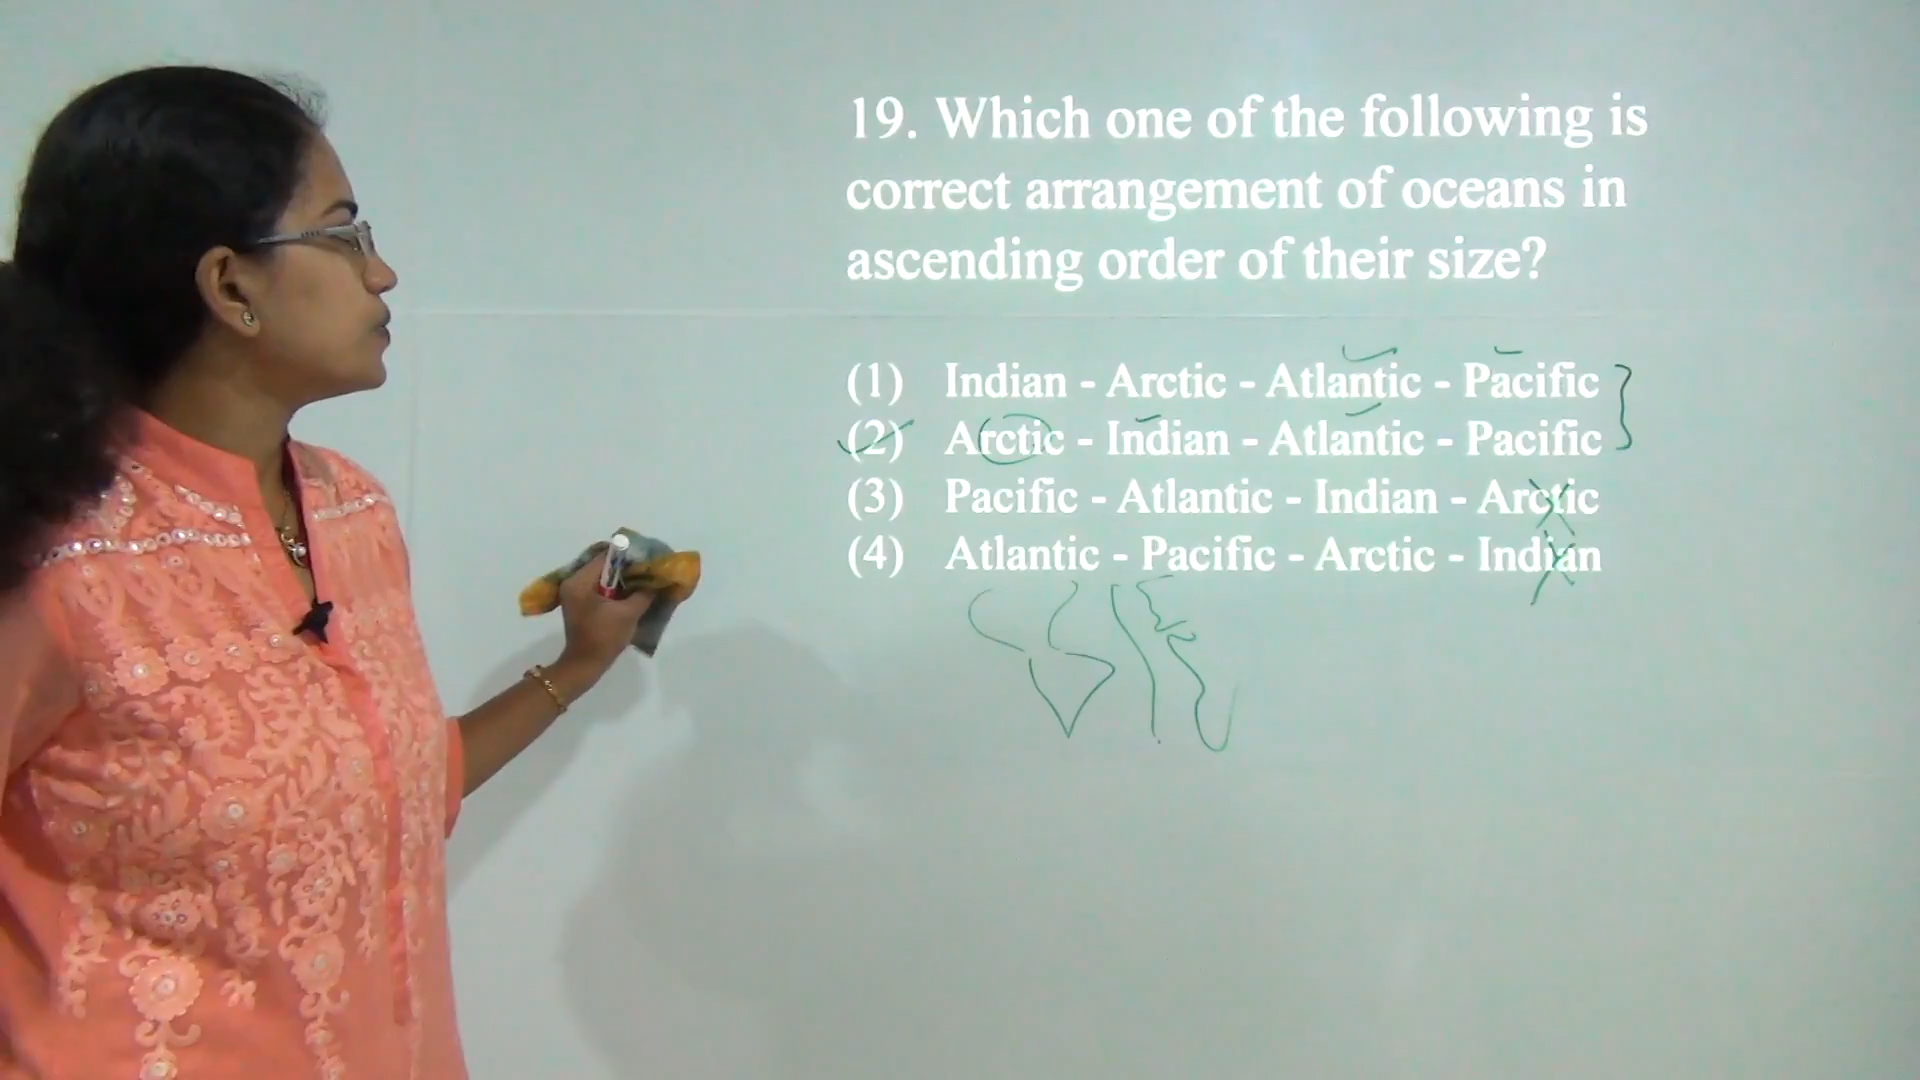 19. Which one of the following is
correct arrangement of oceans in
ascending order of their size?
(1) Indian - Arctic - Atlantic - Pacific
(2) Arctic - Indian - Atlantic - Pacific
(3) Pacific - Atlantic - Indian - Arctic
(4) Atlantic - Pacific - Arctic - Indian